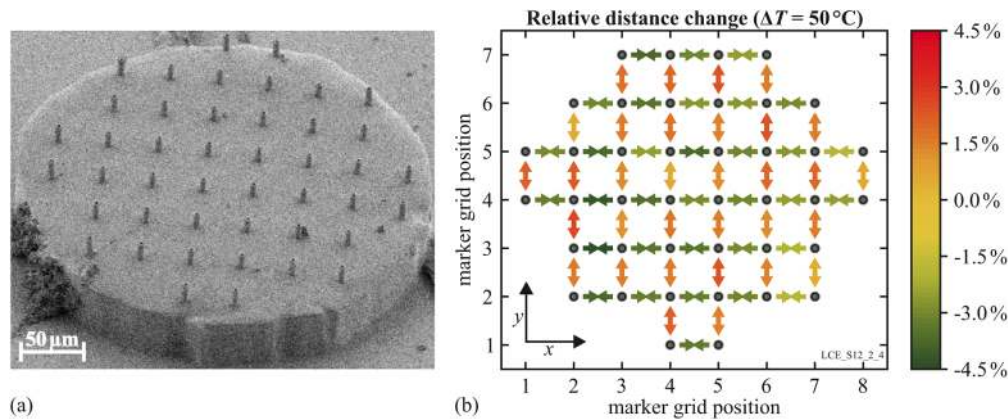 Relative distance change (ΔT = 50 °C)
7
6
5
4
3
2
1
marker grid position
y
x
LCE_S12_2_4
1 2 3 4 5 6 7 8
marker grid position
4.5 %
3.0 %
1.5 %
0.0 %
-1.5 %
-3.0 %
-4.5 %
50 µm
(a)
(b)